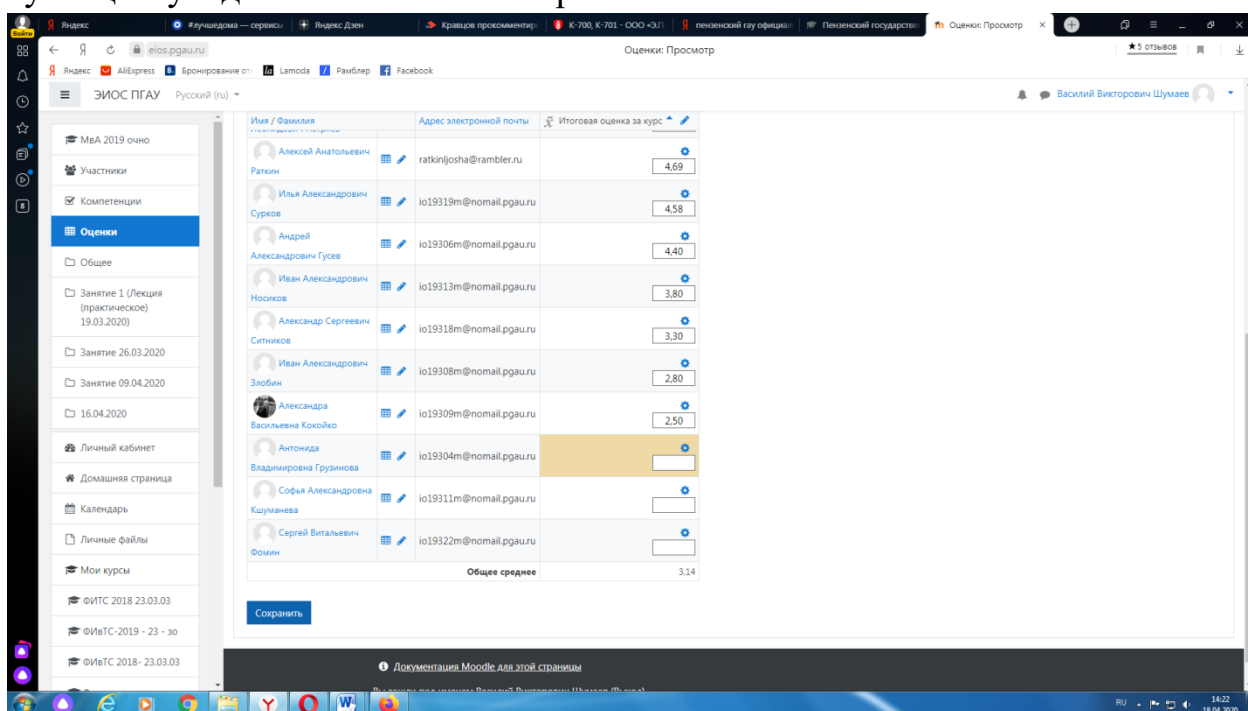 Войти
Яндекс
#лучшедома — сервисы
Яндекс Дзен
Кравцов прокомментир
К-700, К-701 - ООО «ЭЛ
пензенский гау официал
Пензенский государстве
Оценки: Просмотр
eios.pgau.ru
Оценки: Просмотр
★5 отзывов
Яндекс
AliExpress
Бронирование от
Lamoda
Рамблер
Facebook
ЭИОС ПГАУ
Русский (ru)
Василий Викторович Шумаев
МвА 2019 очно
Участники
Компетенции
Оценки
Общее
Занятие 1 (Лекция
(практическое)
19.03.2020)
Занятие 26.03.2020
Занятие 09.04.2020
16.04.2020
Личный кабинет
Домашняя страница
Календарь
Личные файлы
Мои курсы
ФИТС 2018 23.03.03
ФИвТС-2019 - 23 - зо
ФИвТС 2018- 23.03.03
Имя / Фамилия
Адрес электронной почты
Итоговая оценка за курс
Алексей Анатольевич
Раткин
ratkinljosha@rambler.ru
4,69
Илья Александрович
Сурков
io19319m@nomail.pgau.ru
4,58
Андрей
Александрович Гусев
io19306m@nomail.pgau.ru
4,40
Иван Александрович
Носиков
io19313m@nomail.pgau.ru
3,80
Александр Сергеевич
Ситников
io19318m@nomail.pgau.ru
3,30
Иван Александрович
Злобин
io19308m@nomail.pgau.ru
2,80
Александра
Васильевна Кокойко
io19309m@nomail.pgau.ru
2,50
Антонида
Владимировна Грузинова
io19304m@nomail.pgau.ru
Софья Александровна
Кшуманева
io19311m@nomail.pgau.ru
Сергей Витальевич
Фомин
io19322m@nomail.pgau.ru
Общее среднее
3,14
Сохранить
Документация Moodle для этой страницы
RU
14:22
18.04.2020